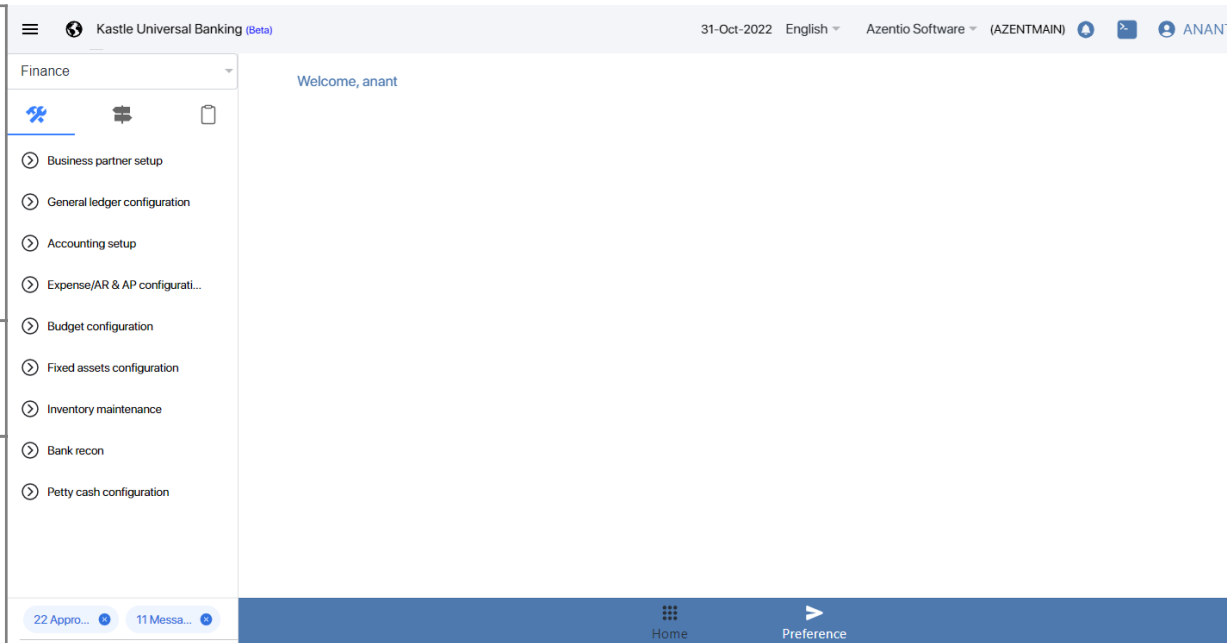 Kastle Universal Banking (Beta)
31-Oct-2022 English Azentio Software (AZENTMAIN) ANANT
Finance
Welcome, anant
Business partner setup
General ledger configuration
Accounting setup
Expense/AR & AP configurati...
Budget configuration
Fixed assets configuration
Inventory maintenance
Bank recon
Petty cash configuration
22 Appro... 11 Messa...
Home Preference